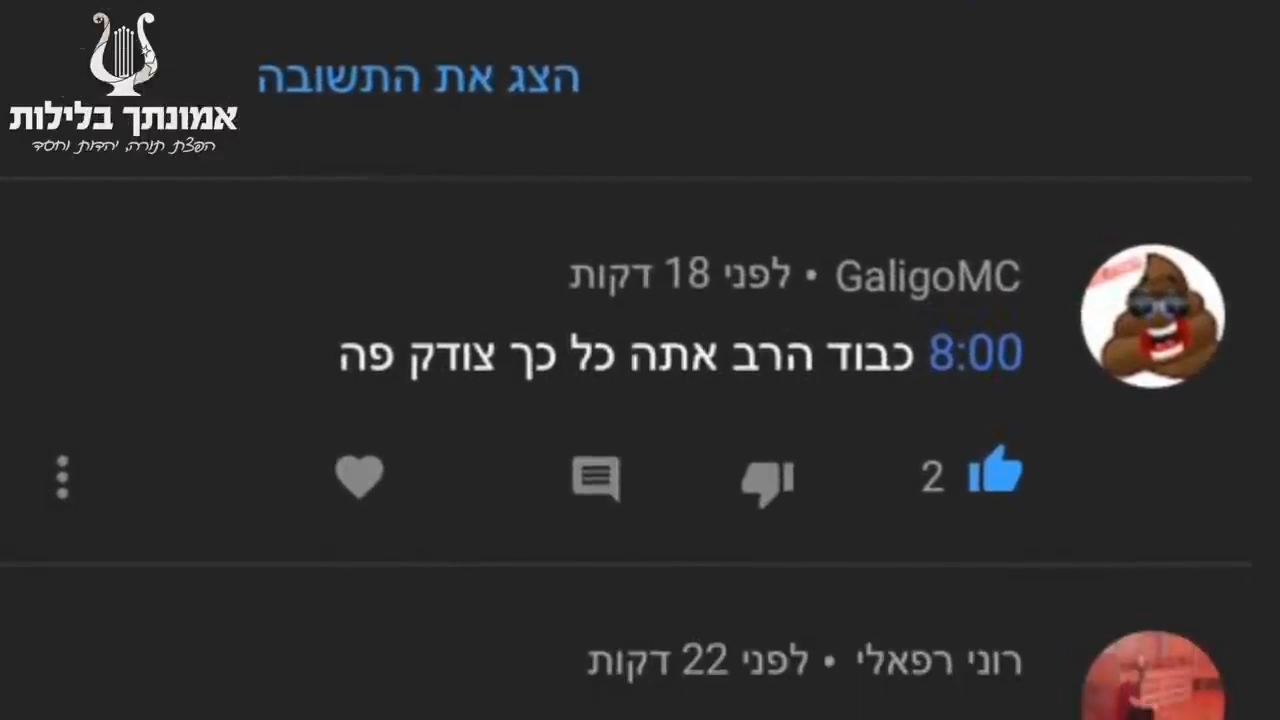 אמונתך בלילות
הפצת תורה, יהדות וחסד
הצג את התשובה
GaligoMC • לפני 18 דקות
8:00 כבוד הרב אתה כל כך צודק פה
2
רוני רפאלי • לפני 22 דקות